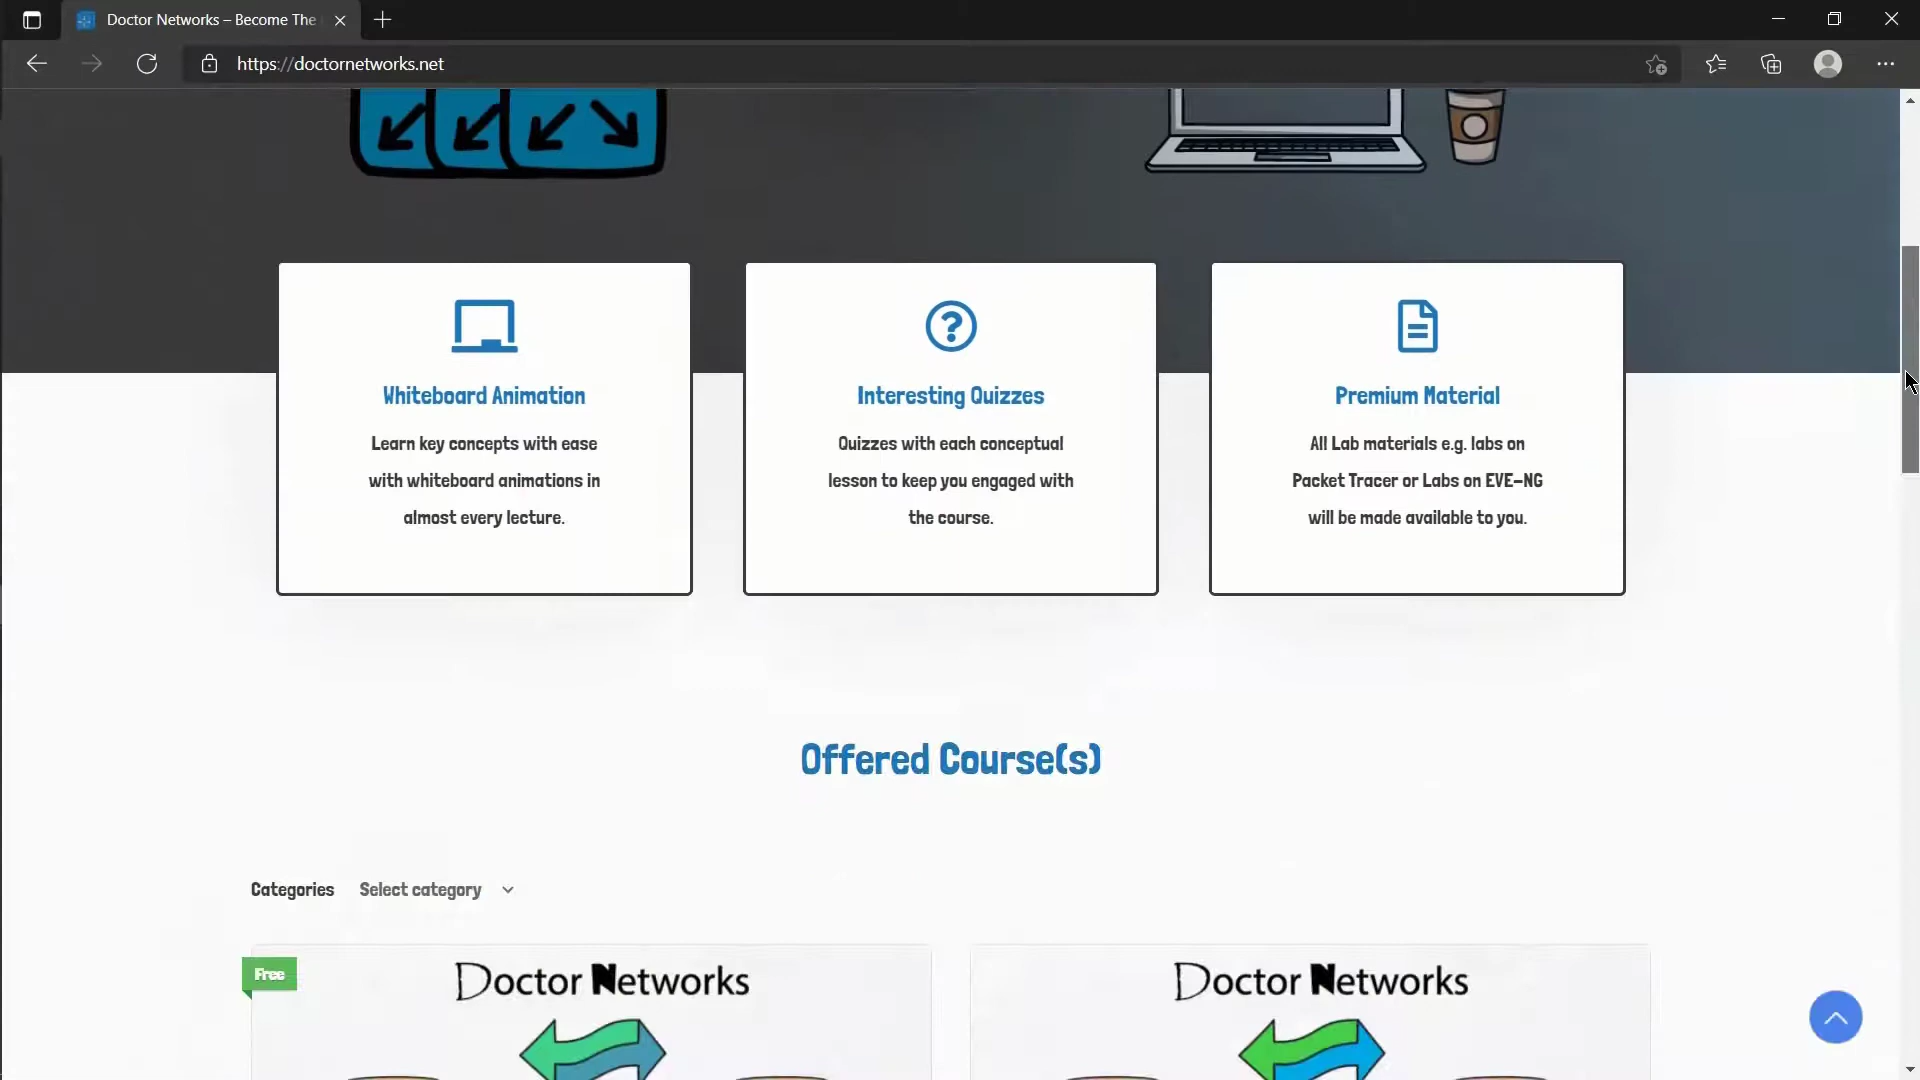 Doctor Networks – Become The
https://doctornetworks.net
Whiteboard Animation
Learn key concepts with ease
with whiteboard animations in
almost every lecture.
Interesting Quizzes
Quizzes with each conceptual
lesson to keep you engaged with
the course.
Premium Material
All Lab materials e.g. labs on
Packet Tracer or Labs on EVE-NG
will be made available to you.
Offered Course(s)
Categories Select category
Free
Doctor Networks
Doctor Networks